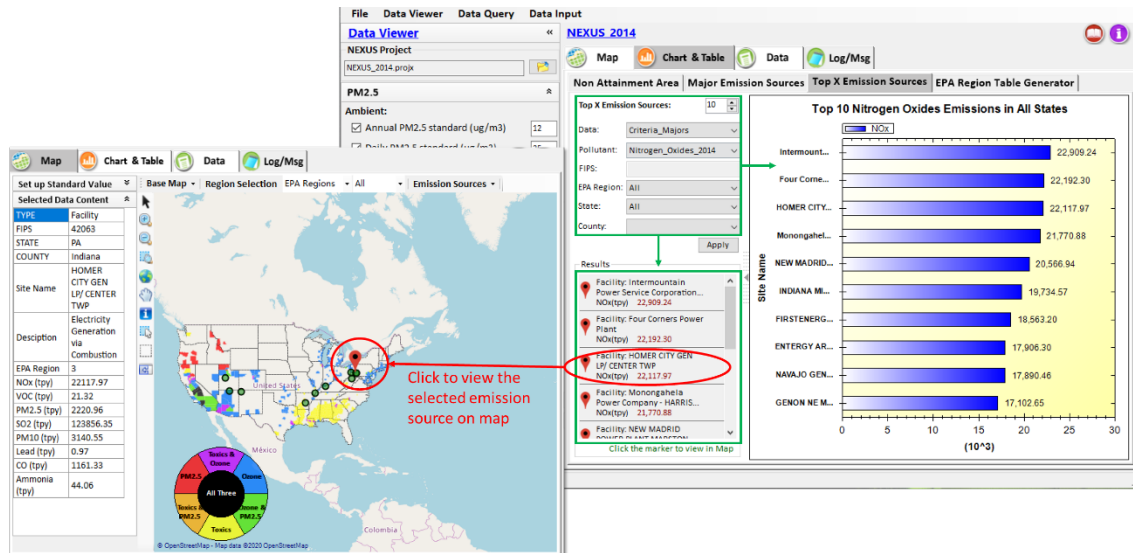 File Data Viewer Data Query Data Input
Data Viewer «
NEXUS Project
NEXUS_2014.projx
PM2.5
Ambient:
Annual PM2.5 standard (ug/m3) 12
Daily PM2.5 standard (ug/m3)
NEXUS 2014
Map Chart & Table Data Log/Msg
Non Attainment Area Major Emission Sources Top X Emission Sources EPA Region Table Generator
Top X Emission Sources: 10
Data: Criteria_Majors
Pollutant: Nitrogen_Oxides_2014
FIPS:
EPA Region: All
State: All
County:
Apply
Results
Facility: Intermountain
Power Service Corporation...
NOx(tpy) 22,909.24
Facility: Four Corners Power
Plant
NOx(tpy) 22,192.30
Facility: HOMER CITY GEN
LP/ CENTER TWP
NOx(tpy) 22,117.97
Facility: Monongahela
Power Company - HARRIS...
NOx(tpy) 21,770.88
Facility: NEW MADRID
POWER PLANT MARSTON
Click the marker to view in Map
Top 10 Nitrogen Oxides Emissions in All States
NOx
Site Name
Intermount... 22,909.24
Four Corne... 22,192.30
HOMER CITY... 22,117.97
Monongahel... 21,770.88
NEW MADRID... 20,566.94
INDIANA MI... 19,734.57
FIRSTENERG... 18,563.20
ENTERGY AR... 17,906.30
NAVAJO GEN... 17,890.46
GENON NE M... 17,102.65
0 5 10 15 20 25 30
(10^3)
Map Chart & Table Data Log/Msg
Set up Standard Value
Base Map Region Selection EPA Regions All Emission Sources
Selected Data Content
TYPE Facility
FIPS 42063
STATE PA
COUNTY Indiana
Site Name HOMER
CITY GEN
LP/ CENTER
TWP
Desciption Electricity
Generation
via
Combustion
EPA Region 3
NOx (tpy) 22117.97
VOC (tpy) 21.32
PM2.5 (tpy) 2220.96
SO2 (tpy) 123856.35
PM10 (tpy) 3140.55
Lead (tpy) 0.97
CO (tpy) 1161.33
Ammonia
(tpy) 44.06
United States
México
Colombia
Click to view the
selected emission
source on map
Toxics &
Ozone
PM2.5
Ozone
All Three
Toxics &
PM2.5
Ozone &
PM2.5
Toxics
© OpenStreetMap - Map data ©2020 OpenStreetMap